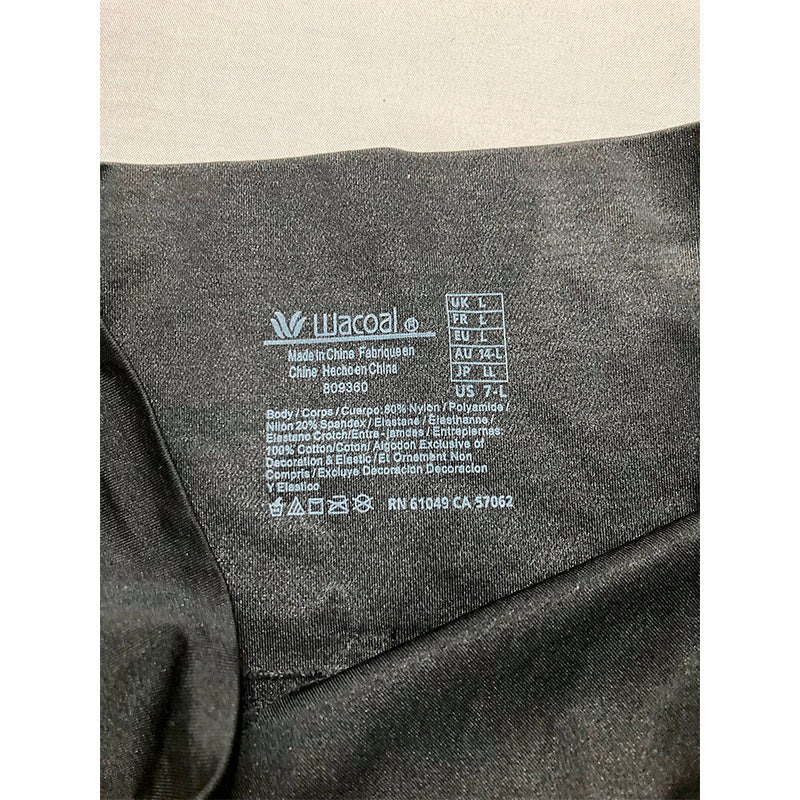 Wacoal ®
Made in China Fabrique en
Chine Hecho en China
809360
UK L
FR L
EU L
AU 14-L
JP LL
US 7-L
Body / Corps / Cuerpo: 80% Nylon / Polyamide /
Nilon 20% Spandex / Elastane / Elasthanne /
Elastano Crotch/Entre - jambes / Entrepiernas:
100% Cotton/Coton/ Algodon Exclusive of
Decoration & Elastic / Et Ornement Non
Compris / Excluye Decoracion Decoracion
Y Elastico
RN 61049 CA 57062